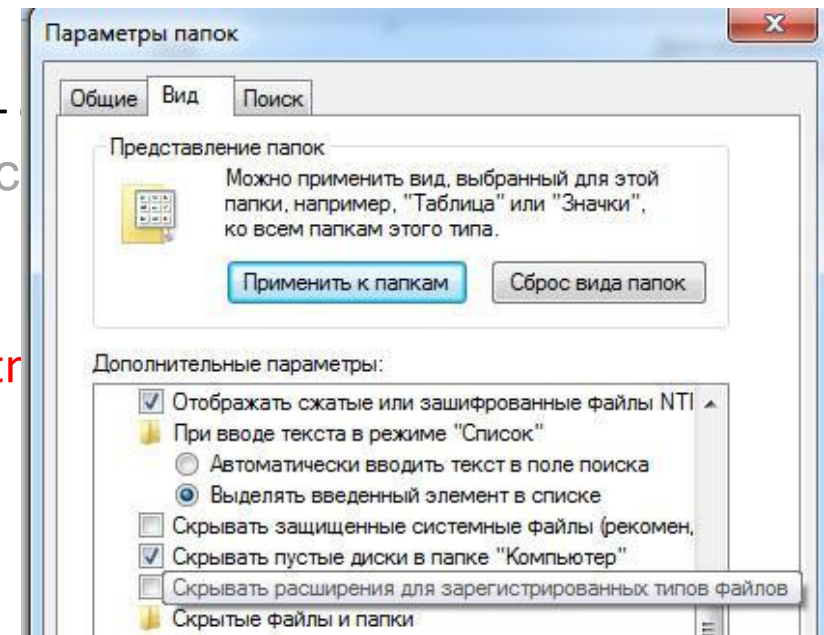 Параметры папок
Общие Вид Поиск
Представление папок
Можно применить вид, выбранный для этой
папки, например, "Таблица" или "Значки",
ко всем папкам этого типа.
Применить к папкам Сброс вида папок
Дополнительные параметры:
Отображать сжатые или зашифрованные файлы
При вводе текста в режиме "Список"
Автоматически вводить текст в поле поиска
Выделять введенный элемент в списке
Скрывать защищенные системные файлы (рекомен
Скрывать пустые диски в папке "Компьютер"
Скрывать расширения для зарегистрированных типов файлов
Скрытые файлы и папки